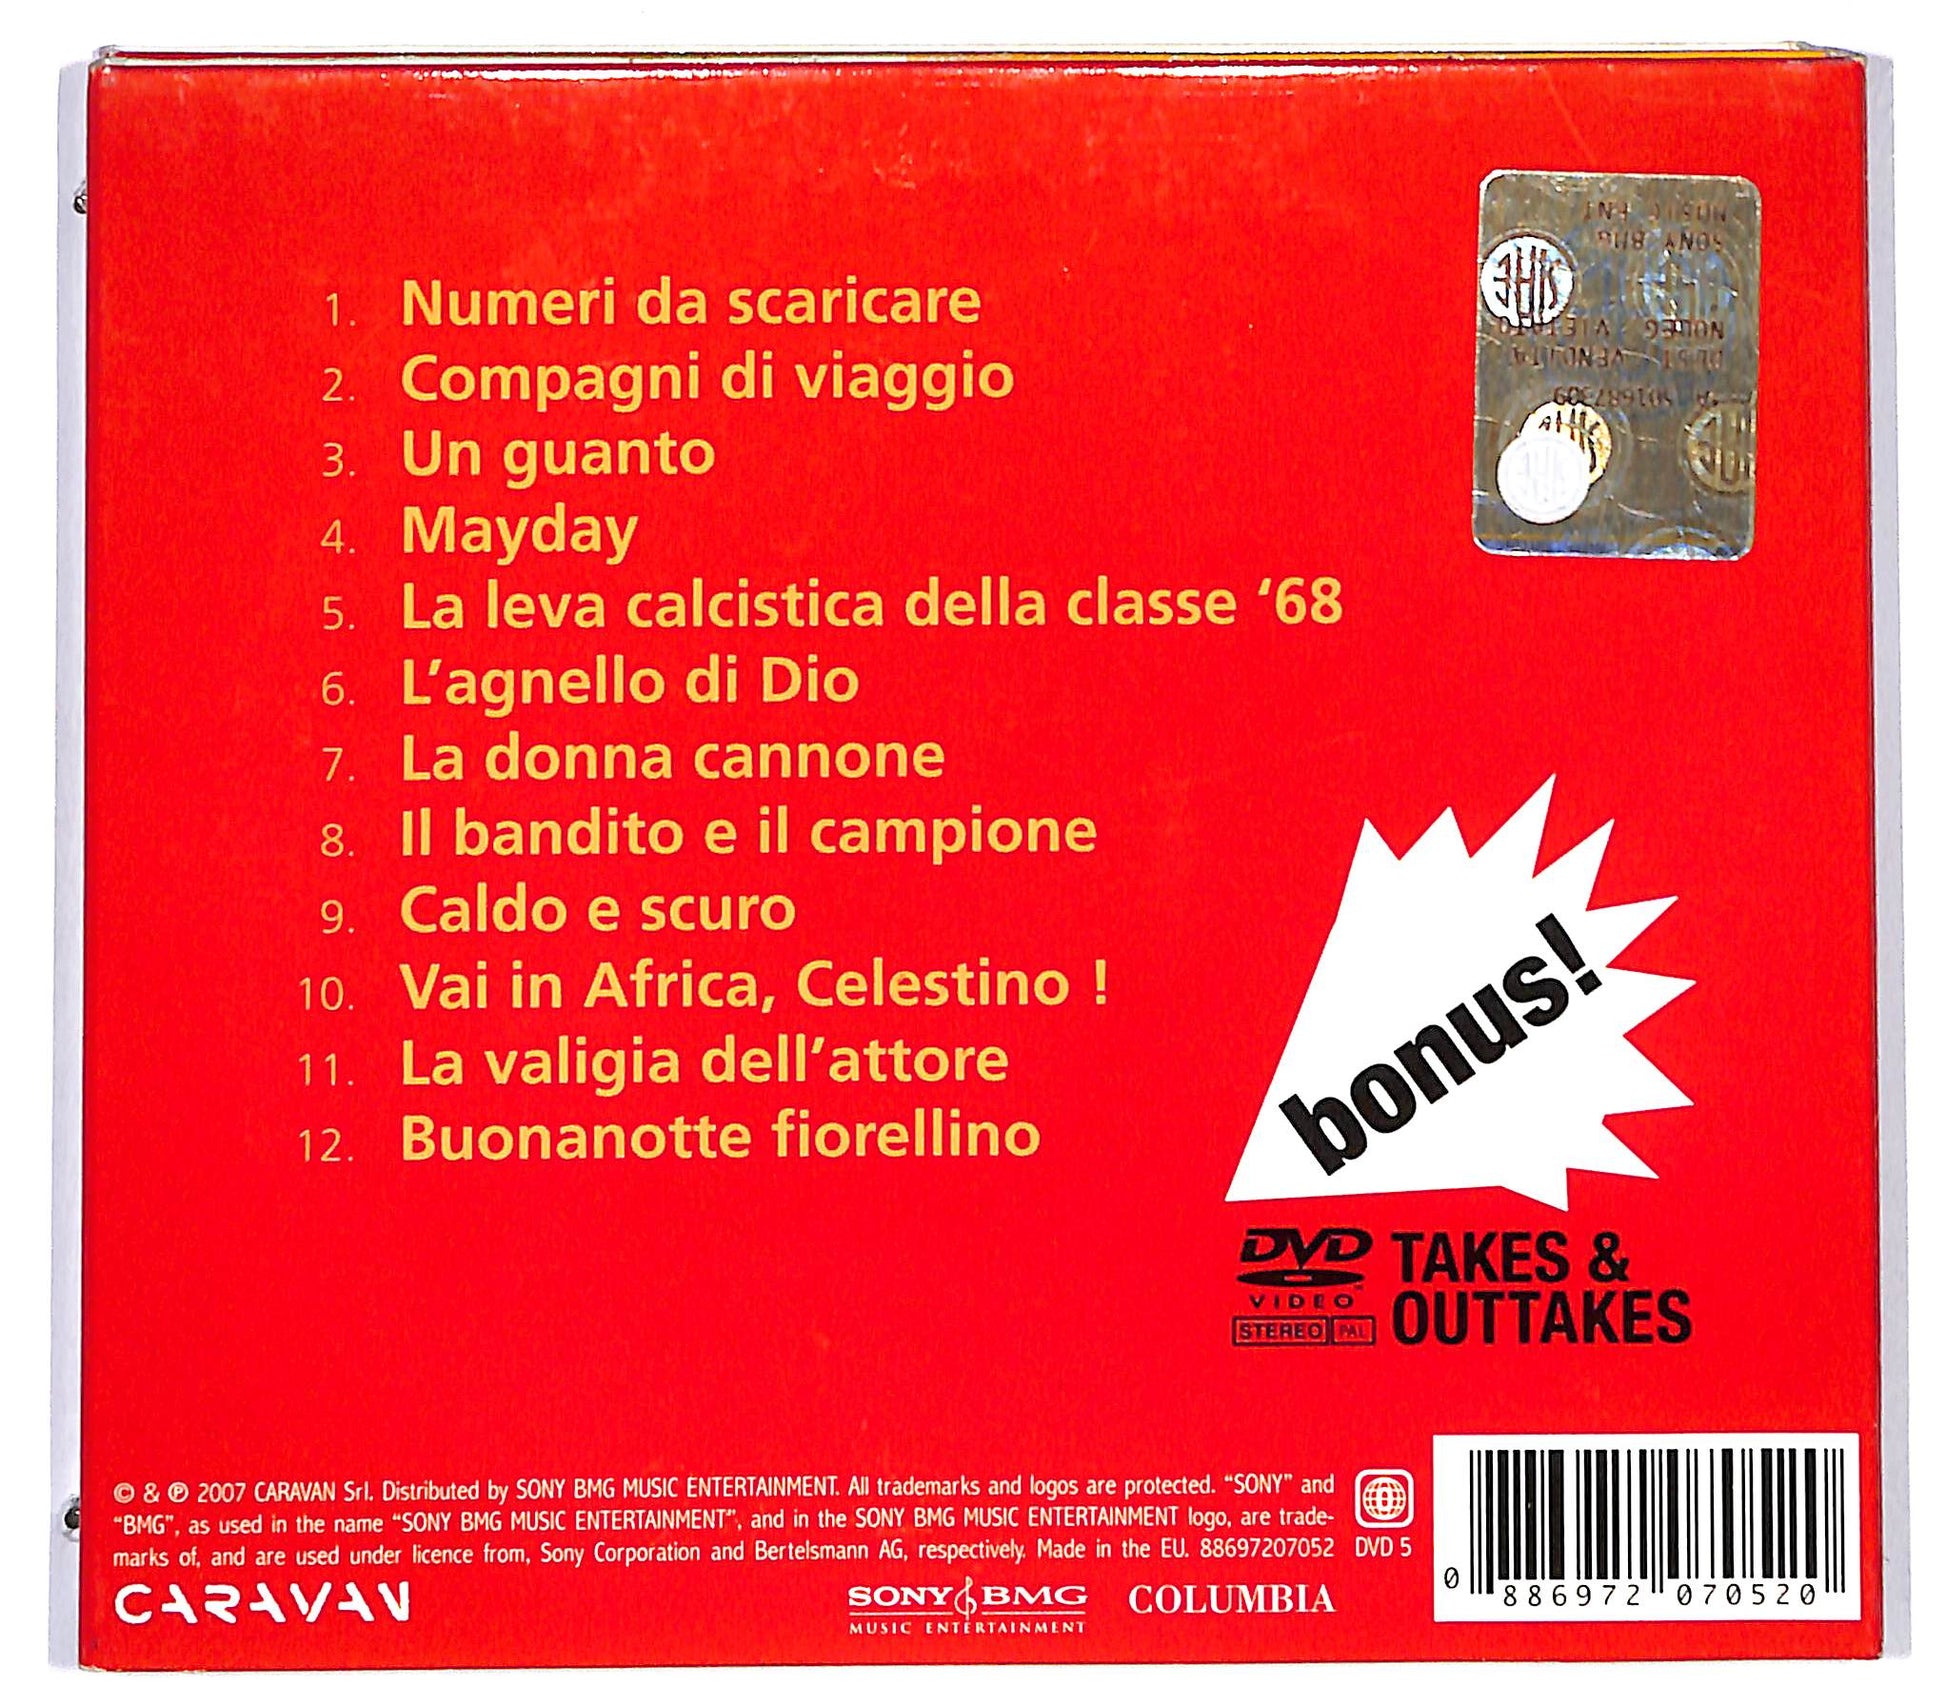 1. Numeri da scaricare
2. Compagni di viaggio
3. Un guanto
4. Mayday
5. La leva calcistica della classe ‘68
6. L’agnello di Dio
7. La donna cannone
8. Il bandito e il campione
9. Caldo e scuro
10. Vai in Africa, Celestino !
11. La valigia dell’attore
12. Buonanotte fiorellino
SONY BMG
SIAE
bonus!
DVD
VIDEO
STEREO PAL
TAKES &
OUTTAKES
© & ℗ 2007 CARAVAN Srl. Distributed by SONY BMG MUSIC ENTERTAINMENT. All trademarks and logos are protected. “SONY” and
“BMG”, as used in the name “SONY BMG MUSIC ENTERTAINMENT”, and in the SONY BMG MUSIC ENTERTAINMENT logo, are trade-
marks of, and are used under licence from, Sony Corporation and Bertelsmann AG, respectively. Made in the EU. 88697207052
0
DVD 5
CARAVAN
SONY BMG
MUSIC ENTERTAINMENT
COLUMBIA
0 886972 070520